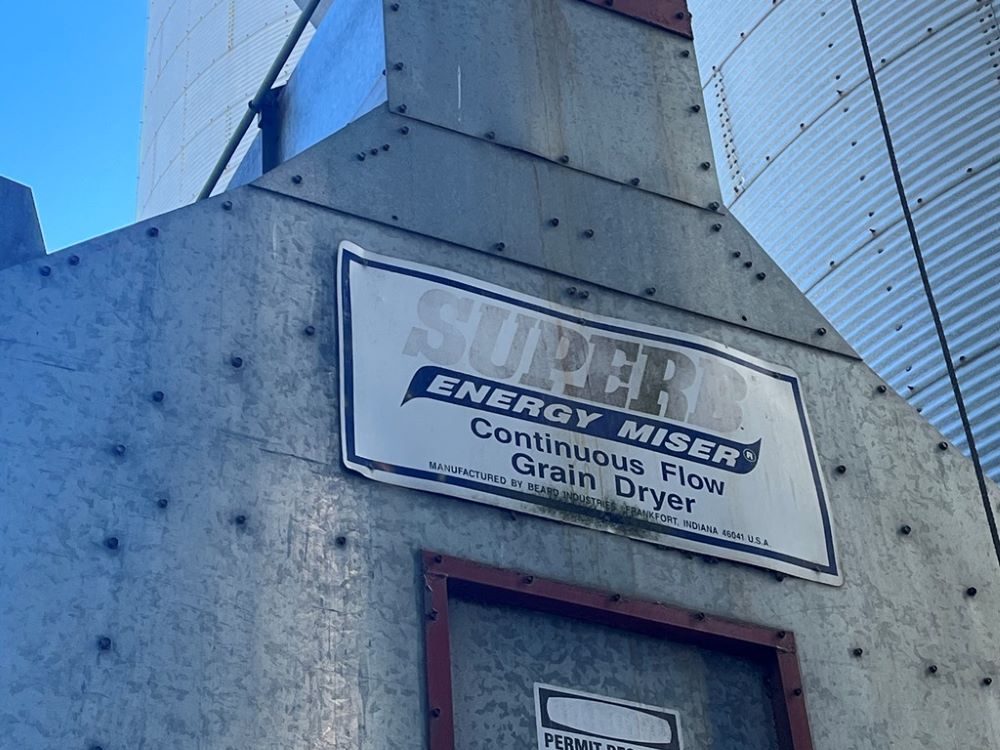 SUPERB
ENERGY MISER®
Continuous Flow
Grain Dryer
MANUFACTURED BY BEARD INDUSTRIES, FRANKFORT, INDIANA 46041 U.S.A.
PERMIT